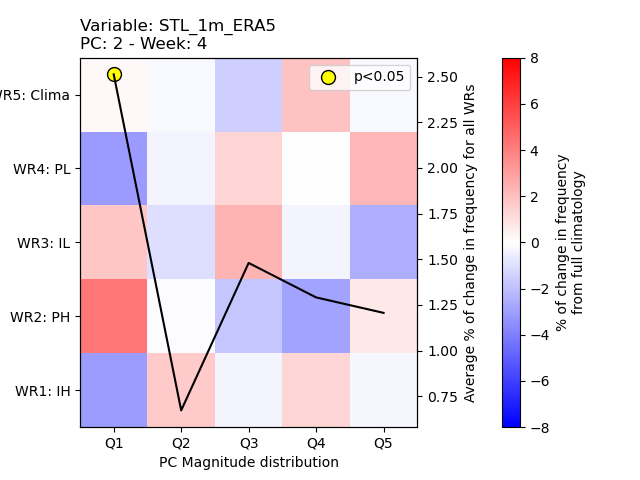 Variable: STL_1m_ERA5
PC: 2 - Week: 4
p<0.05
WR5: Clima
WR4: PL
WR3: IL
WR2: PH
WR1: IH
Q1 Q2 Q3 Q4 Q5
PC Magnitude distribution
2.50
2.25
2.00
1.75
1.50
1.25
1.00
0.75
Average % of change in frequency for all WRs
8
6
4
2
0
−2
−4
−6
−8
% of change in frequency
from full climatology